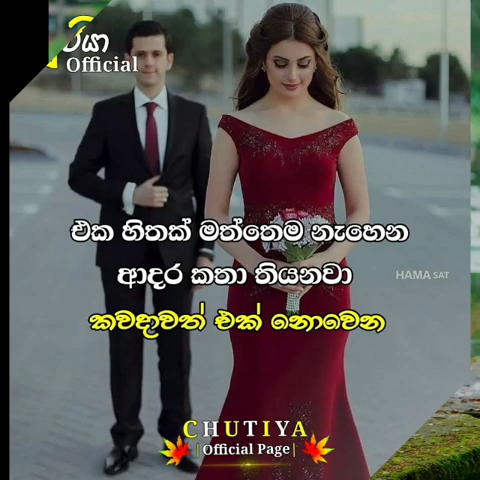 රියා
Official
එක හිතක් මත්තෙම නැහෙන
ආදර කතා තියනවා
HAMA SAT
කවදාවත් එක් නොවෙන
CHUTIYA
|Official Page|